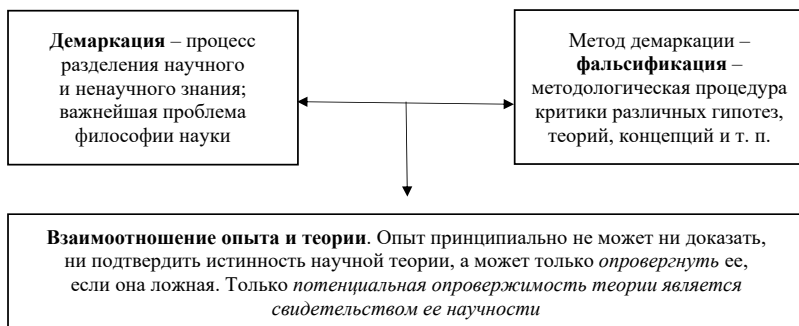 Демаркация – процесс
разделения научного
и ненаучного знания;
важнейшая проблема
философии науки
Метод демаркации –
фальсификация –
методологическая процедура
критики различных гипотез,
теорий, концепций и т. п.
Взаимоотношение опыта и теории. Опыт принципиально не может ни доказать,
ни подтвердить истинность научной теории, а может только опровергнуть ее,
если она ложная. Только потенциальная опровержимость теории является
свидетельством ее научности